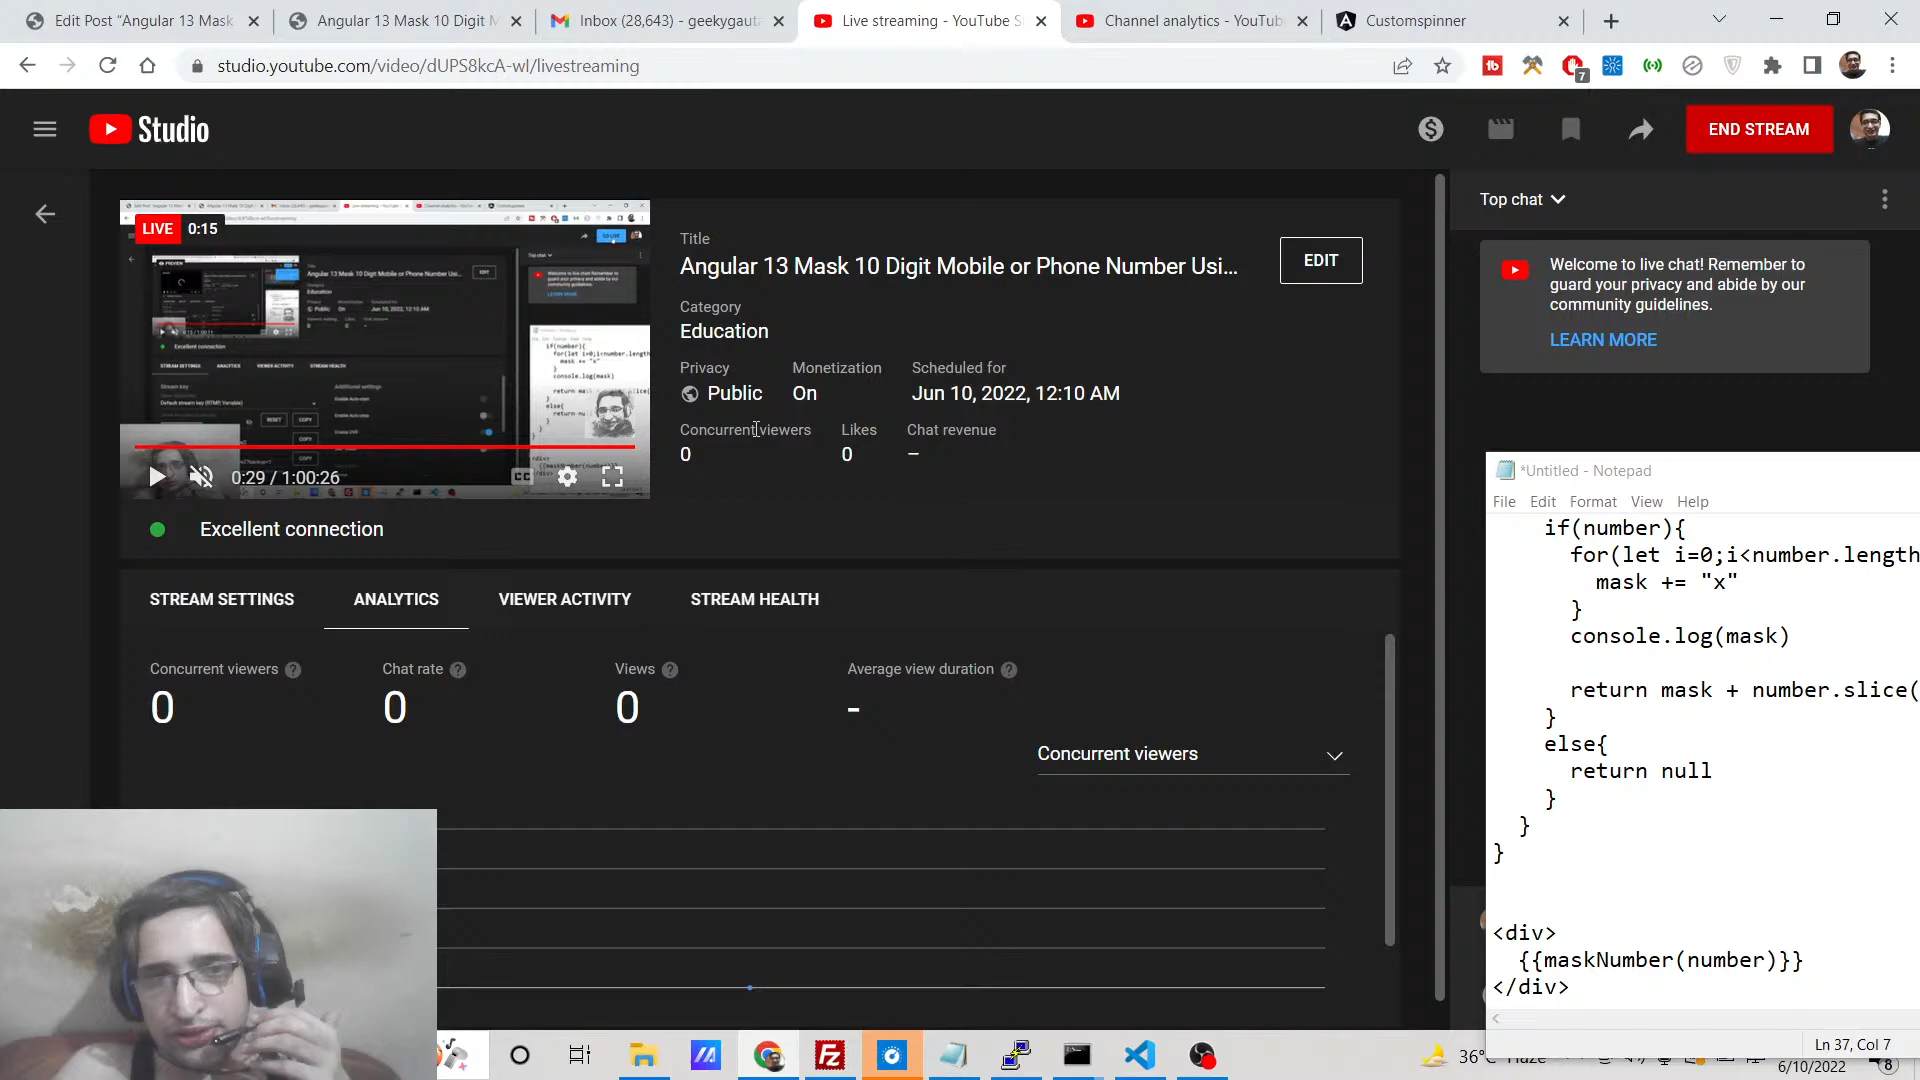 Edit Post “Angular 13 Mask
Angular 13 Mask 10 Digit M
Inbox (28,643) - geekygauta
Live streaming - YouTube S
Channel analytics - YouTub
Customspinner
studio.youtube.com/video/dUPS8kcA-wI/livestreaming
7
Studio
END STREAM
LIVE 0:15
0:29 / 1:00:26
Title
Angular 13 Mask 10 Digit Mobile or Phone Number Usi...
EDIT
Category
Education
Privacy Monetization Scheduled for
Public On Jun 10, 2022, 12:10 AM
Concurrent viewers Likes Chat revenue
0 0 –
Excellent connection
STREAM SETTINGS ANALYTICS VIEWER ACTIVITY STREAM HEALTH
Concurrent viewers Chat rate Views Average view duration
0 0 0 -
Concurrent viewers
Top chat
Welcome to live chat! Remember to
guard your privacy and abide by our
community guidelines.
LEARN MORE
*Untitled - Notepad
File Edit Format View Help
if(number){
for(let i=0;i<number.length
mask += "x"
}
console.log(mask)
return mask + number.slice(
}
else{
return null
}
}
}
<div>
{{maskNumber(number)}}
</div>
Ln 37, Col 7
36°C Haze
6/10/2022
8